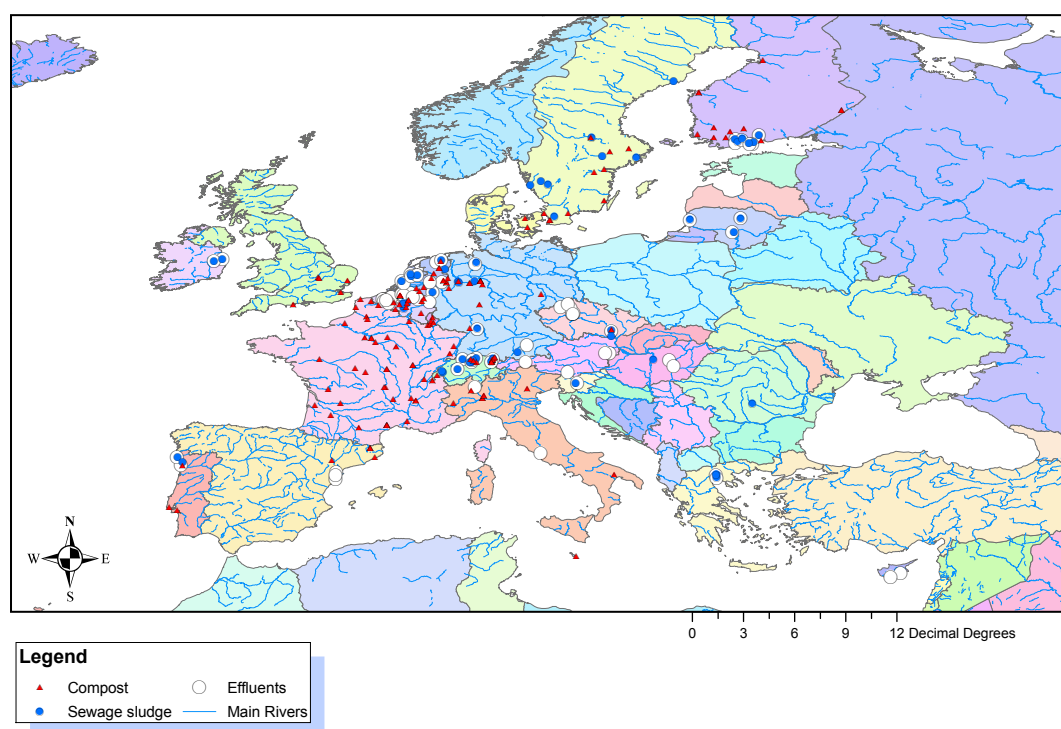 N
W E
S
0 3 6 9 12 Decimal Degrees
Legend
Compost Effluents
Sewage sludge Main Rivers